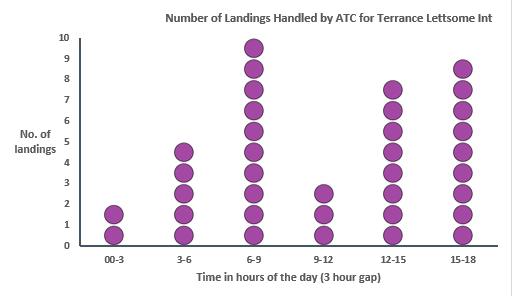 Number of Landings Handled by ATC for Terrance Lettsome Int
10
9
8
7
6
5
4
3
2
1
0
No. of
landings
00-3 3-6 6-9 9-12 12-15 15-18
Time in hours of the day (3 hour gap)